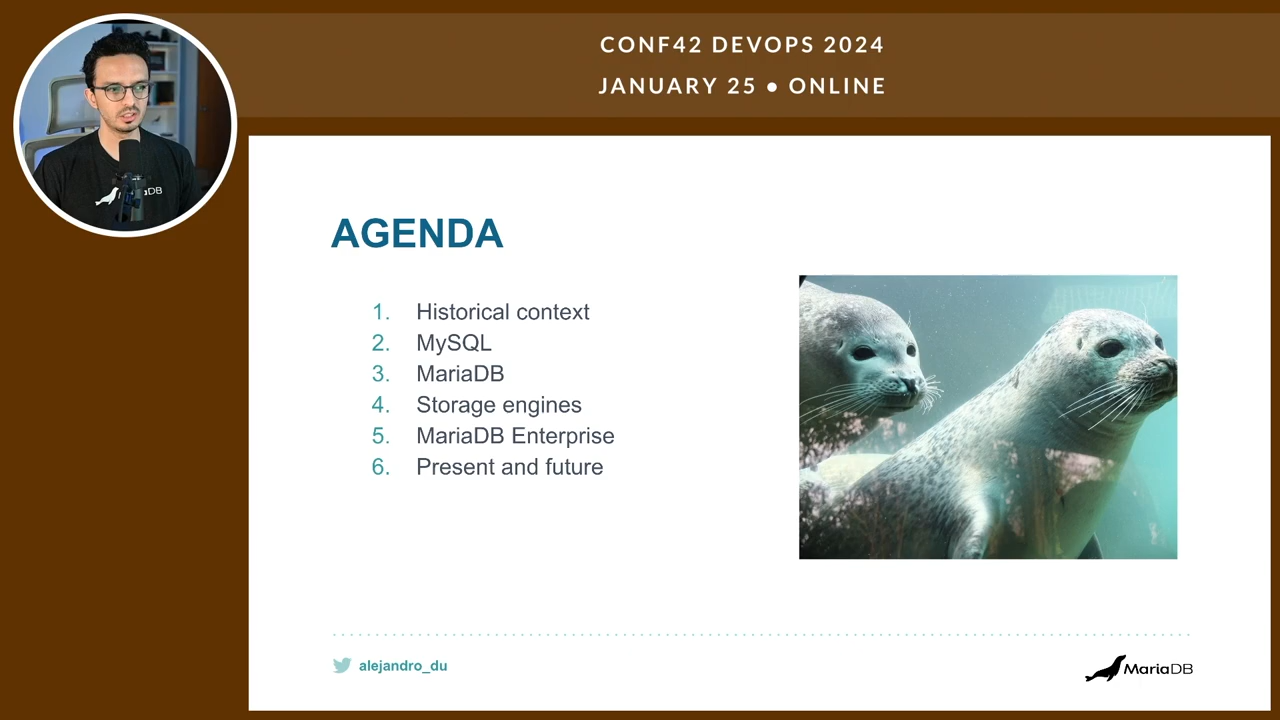 CONF42 DEVOPS 2024
JANUARY 25 • ONLINE
AGENDA
1. Historical context
2. MySQL
3. MariaDB
4. Storage engines
5. MariaDB Enterprise
6. Present and future
alejandro_du
MariaDB